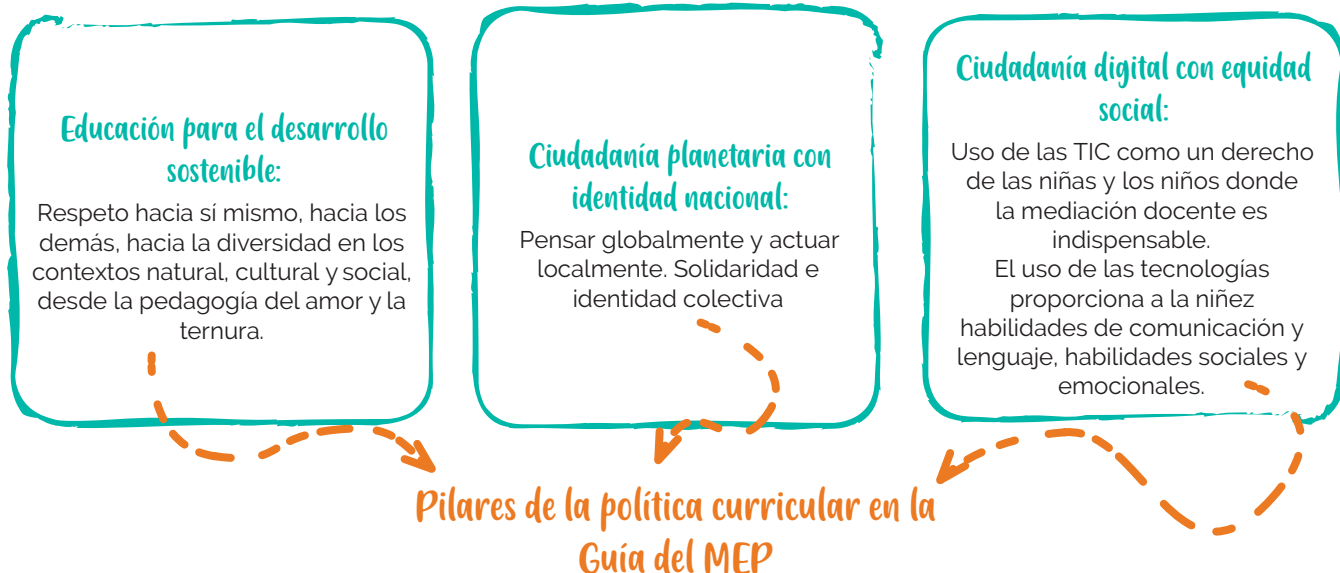 Educación para el desarrollo
sostenible:
Respeto hacia sí mismo, hacia los
demás, hacia la diversidad en los
contextos natural, cultural y social,
desde la pedagogía del amor y la
ternura.
Ciudadanía planetaria con
identidad nacional:
Pensar globalmente y actuar
localmente. Solidaridad e
identidad colectiva
Ciudadanía digital con equidad
social:
Uso de las TIC como un derecho
de las niñas y los niños donde
la mediación docente es
indispensable.
El uso de las tecnologías
proporciona a la niñez
habilidades de comunicación y
lenguaje, habilidades sociales y
emocionales.
Pilares de la política curricular en la
Guía del MEP